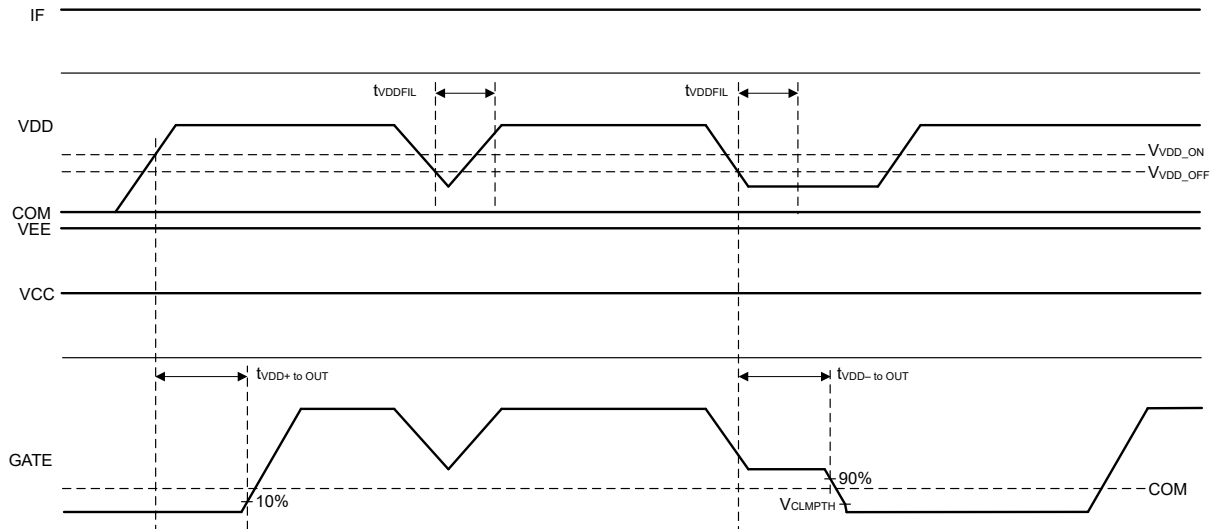 IF
tVDDFIL
tVDDFIL
VDD
VVDD_ON
VVDD_OFF
COM
VEE
VCC
tVDD+ to OUT
tVDD– to OUT
GATE
90%
COM
10%
VCLMPTH